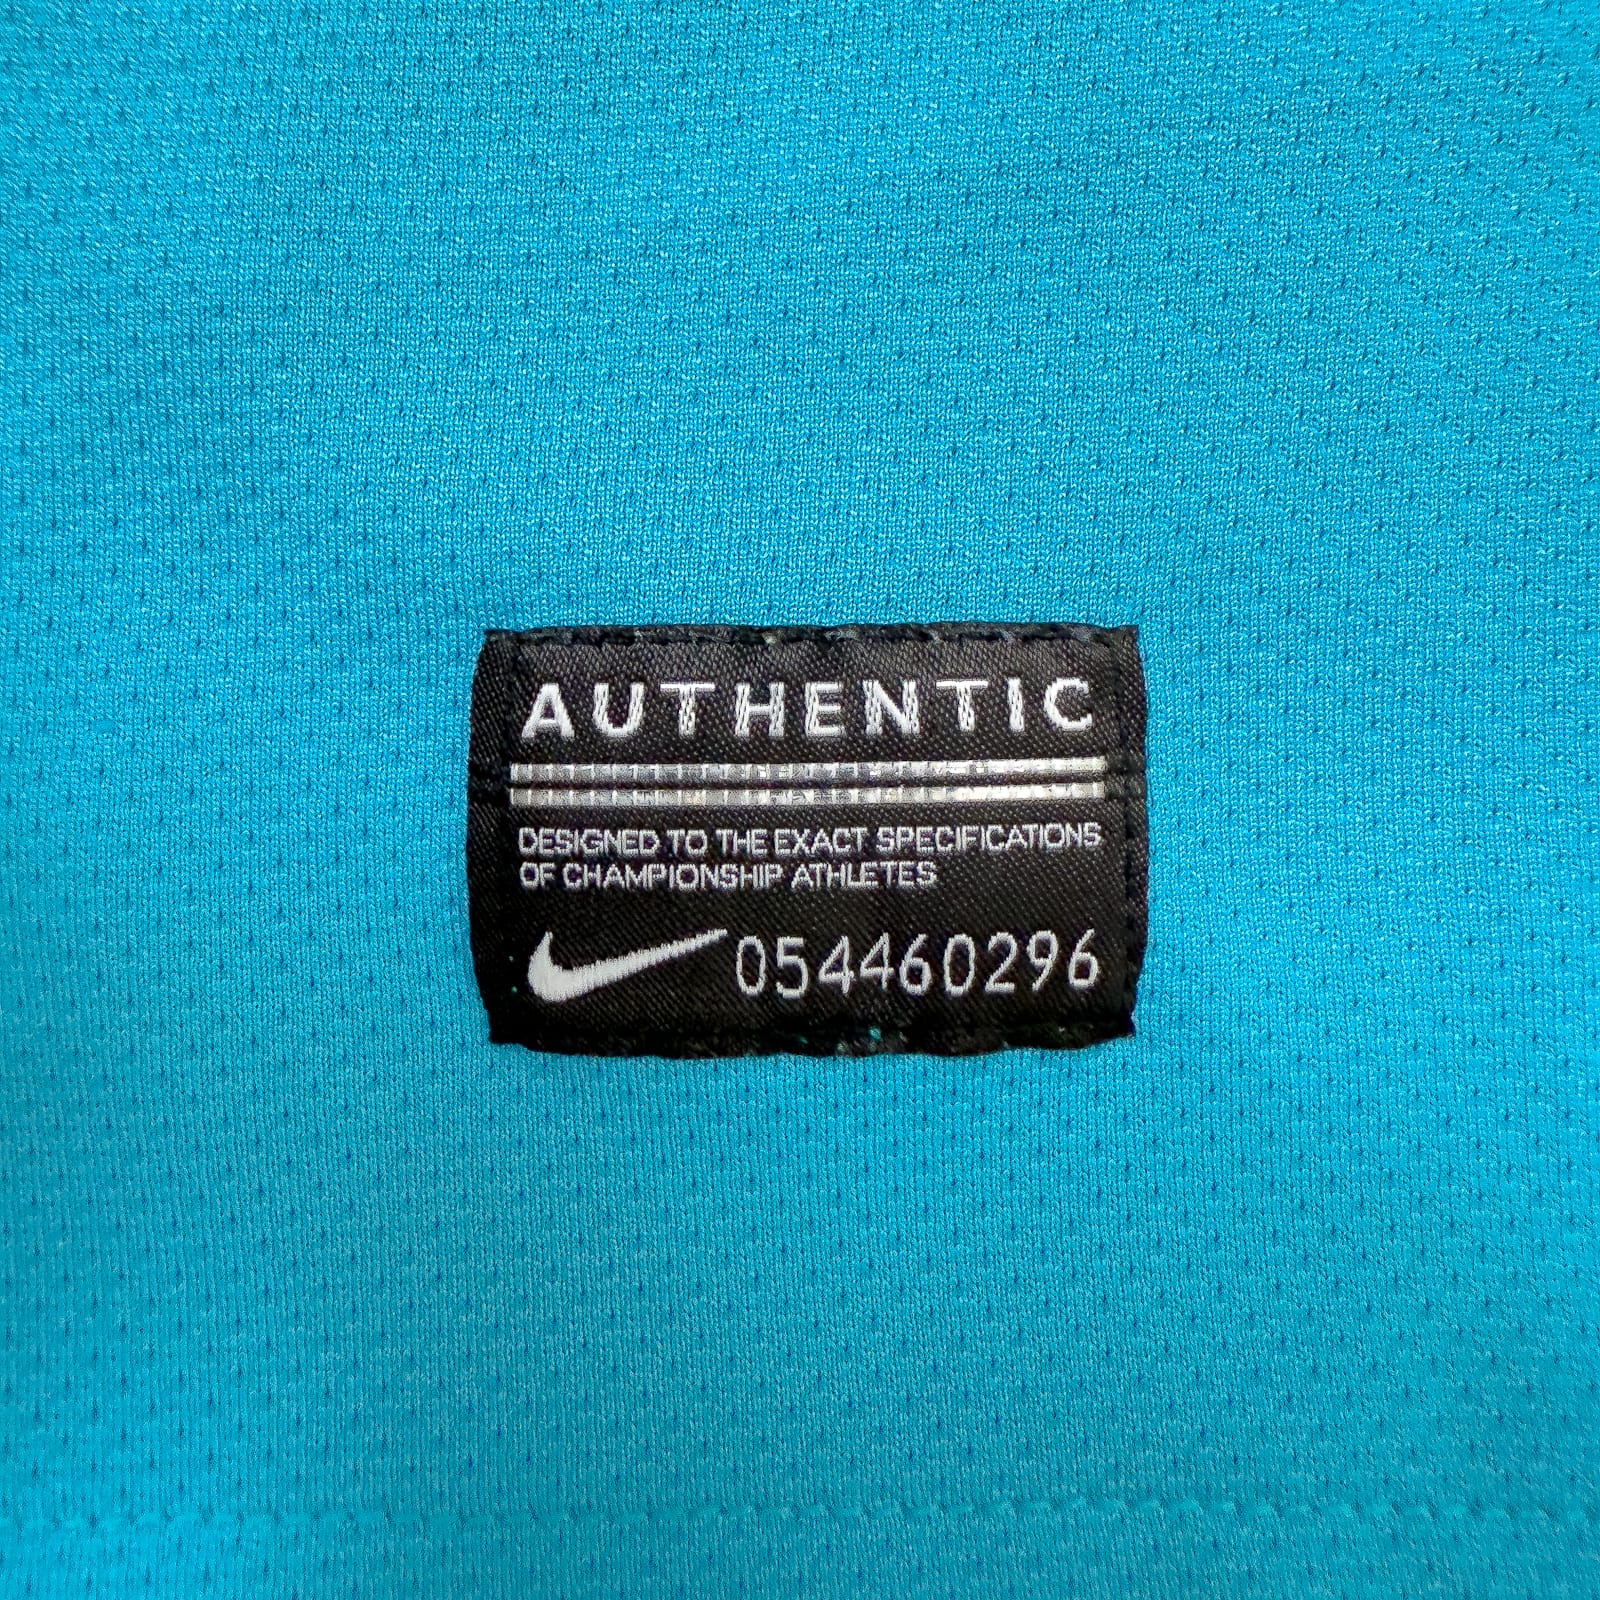 AUTHENTIC
DESIGNED TO THE EXACT SPECIFICATIONS
OF CHAMPIONSHIP ATHLETES
054460296